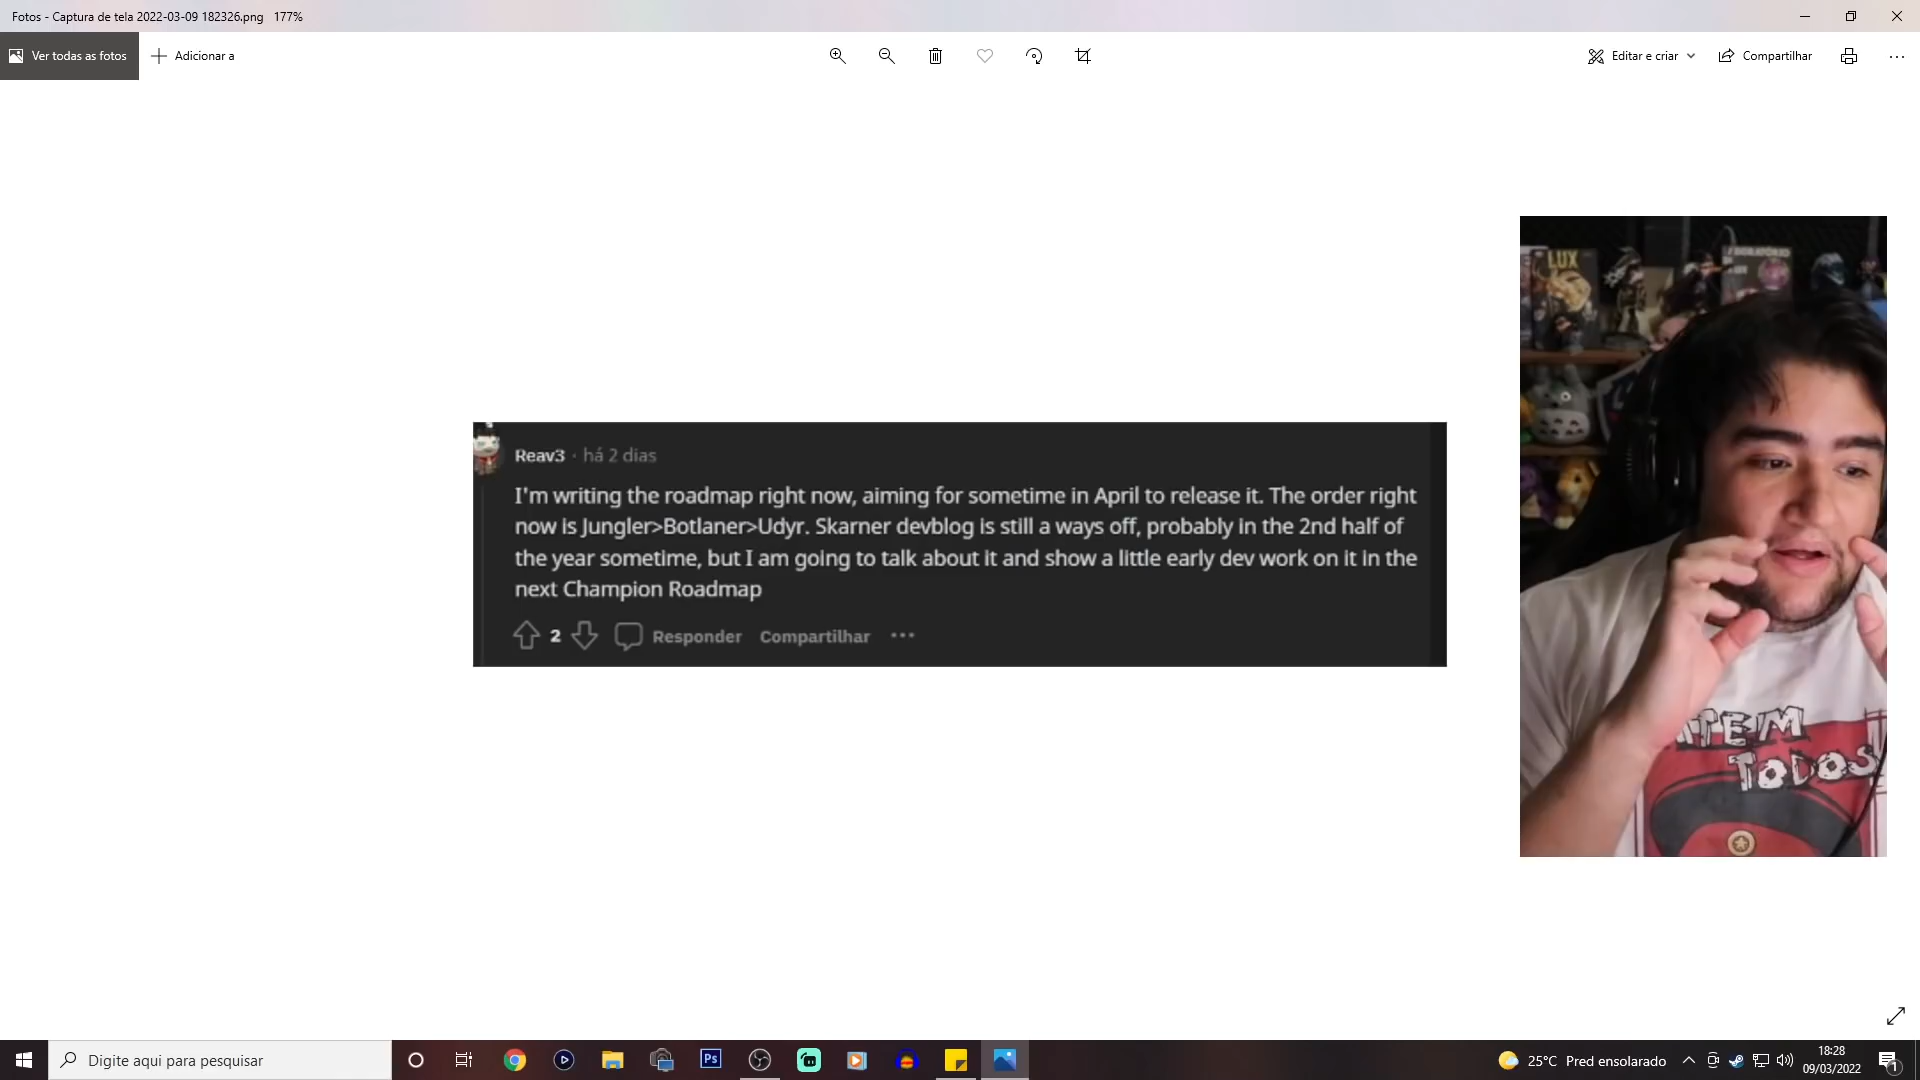 Fotos - Captura de tela 2022-03-09 182326.png 177%
Ver todas as fotos
Adicionar a
Editar e criar
Compartilhar
LUX
Reav3 · há 2 dias
I'm writing the roadmap right now, aiming for sometime in April to release it. The order right
now is Jungler>Botlaner>Udyr. Skarner devblog is still a ways off, probably in the 2nd half of
the year sometime, but I am going to talk about it and show a little early dev work on it in the
next Champion Roadmap
2
Responder
Compartilhar
TODOS
Digite aqui para pesquisar
Ps
25°C Pred ensolarado
18:28
09/03/2022
1